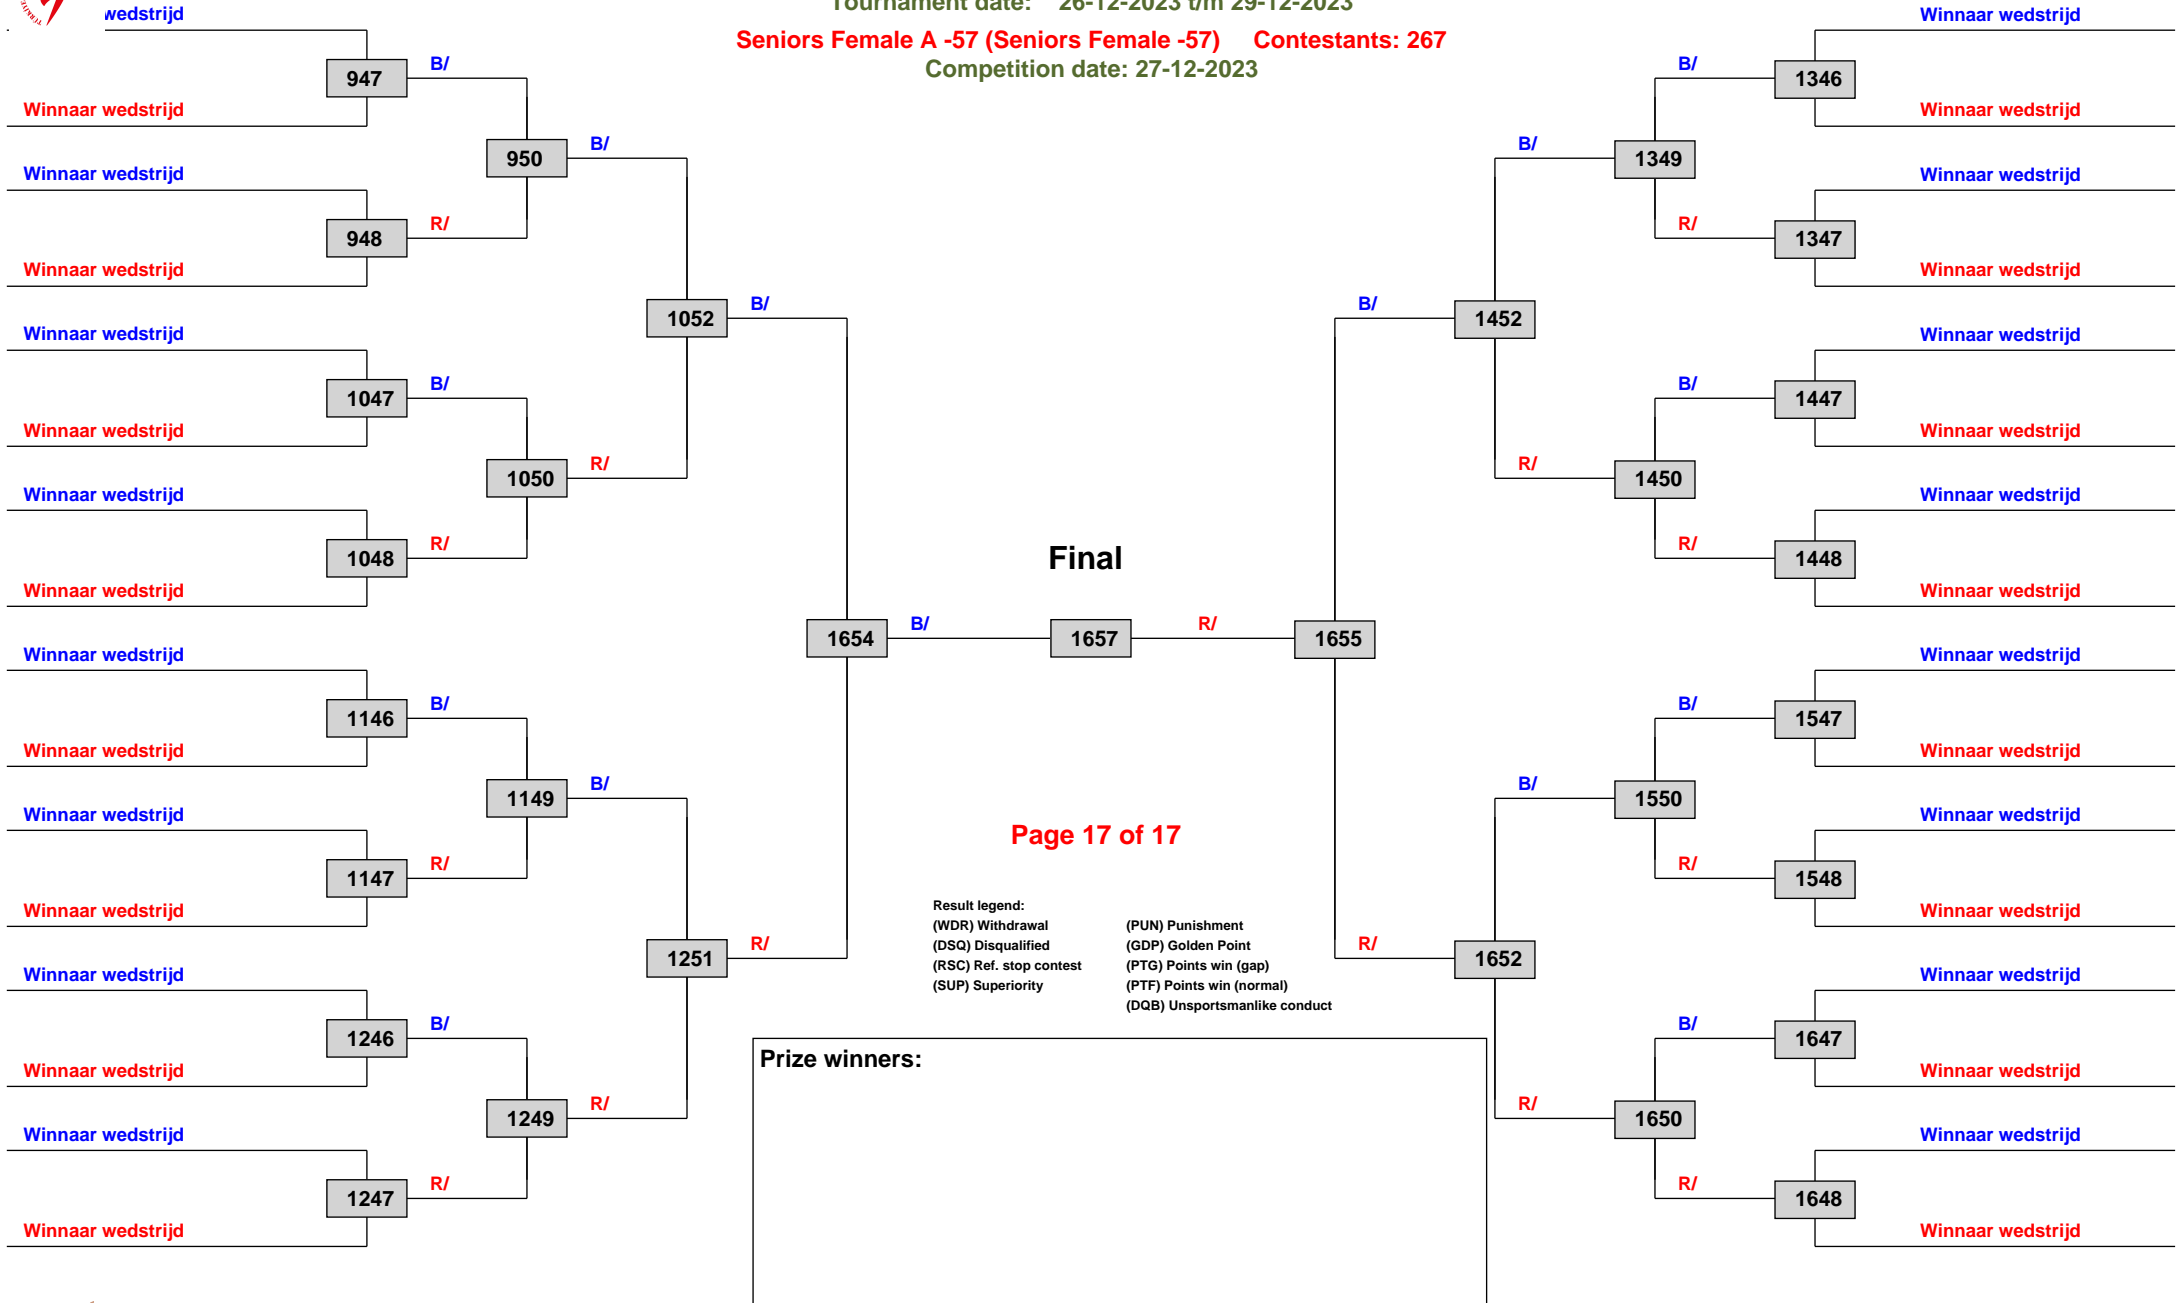 Tournament date: 26-12-2023 t/m 29-12-2023
Seniors Female A -57 (Seniors Female -57) Contestants: 267
Competition date: 27-12-2023
wedstrijd
947
B/
Winnaar wedstrijd
950
B/
Winnaar wedstrijd
948
R/
Winnaar wedstrijd
1052
B/
Winnaar wedstrijd
1047
B/
Winnaar wedstrijd
1050
R/
Winnaar wedstrijd
1048
R/
Winnaar wedstrijd
1654
B/
Winnaar wedstrijd
1146
B/
Winnaar wedstrijd
1149
B/
Winnaar wedstrijd
1147
R/
Winnaar wedstrijd
1251
R/
Winnaar wedstrijd
1246
B/
Winnaar wedstrijd
1249
R/
Winnaar wedstrijd
1247
R/
Winnaar wedstrijd
Final
1657
R/
1655
Winnaar wedstrijd
B/
1346
Winnaar wedstrijd
B/
1349
Winnaar wedstrijd
R/
1347
Winnaar wedstrijd
B/
1452
Winnaar wedstrijd
B/
1447
Winnaar wedstrijd
R/
1450
Winnaar wedstrijd
R/
1448
Winnaar wedstrijd
Winnaar wedstrijd
B/
1547
Winnaar wedstrijd
B/
1550
Winnaar wedstrijd
R/
1548
Winnaar wedstrijd
R/
1652
Winnaar wedstrijd
B/
1647
Winnaar wedstrijd
R/
1650
Winnaar wedstrijd
R/
1648
Winnaar wedstrijd
Page 17 of 17
Result legend:
(WDR) Withdrawal (PUN) Punishment
(DSQ) Disqualified (GDP) Golden Point
(RSC) Ref. stop contest (PTG) Points win (gap)
(SUP) Superiority (PTF) Points win (normal)
(DQB) Unsportsmanlike conduct
Prize winners: